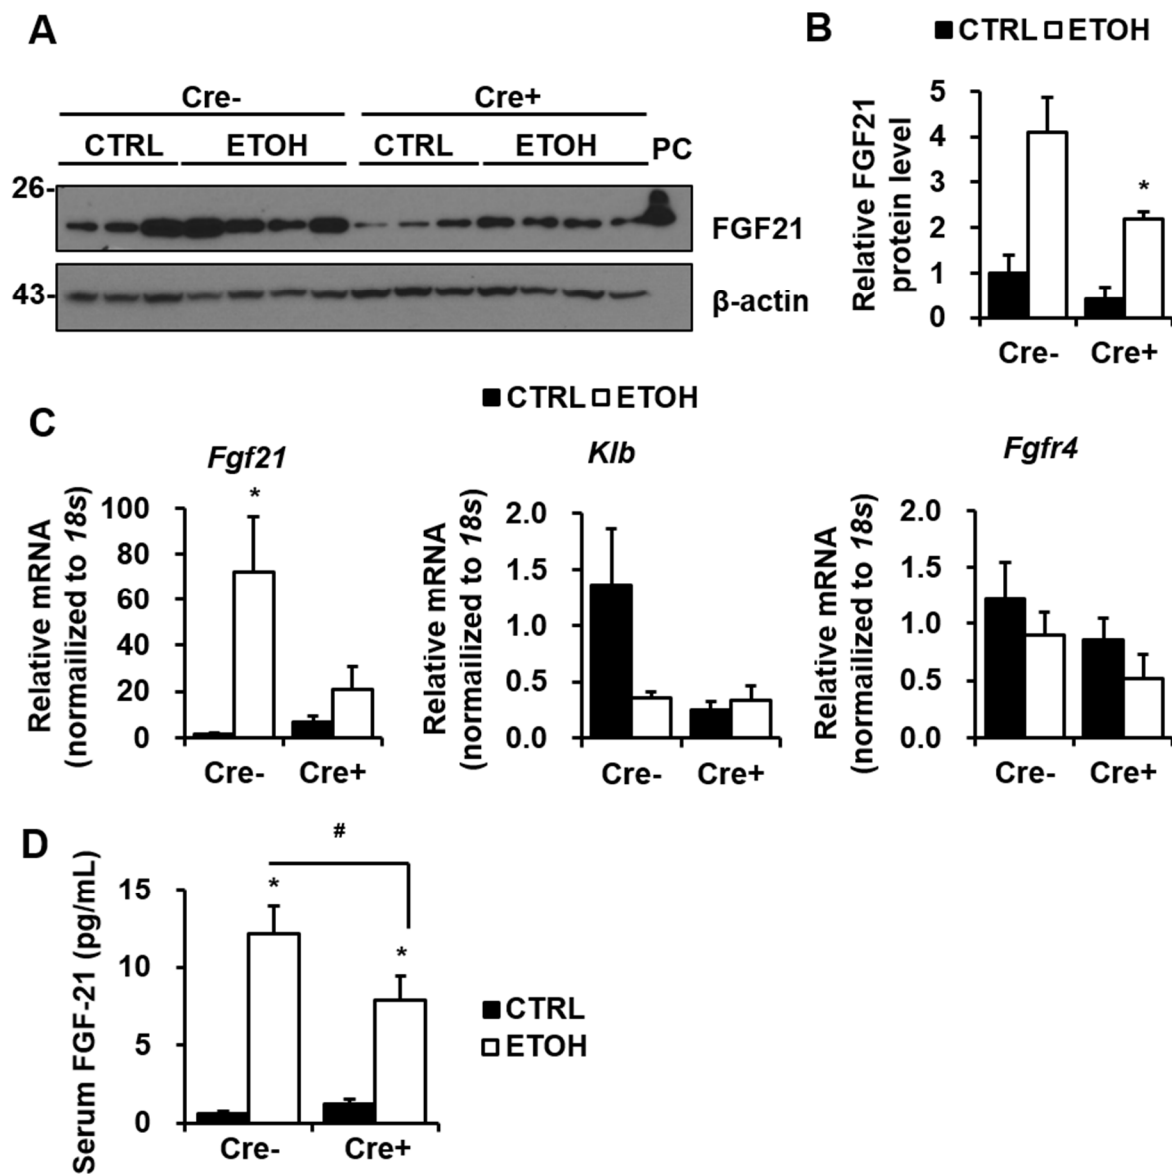 A
Cre- Cre+
CTRL ETOH CTRL ETOH PC
26-
FGF21
43-
β-actin
B
CTRL ETOH
Relative FGF21
protein level
5
4
3
2
1
0
*
Cre- Cre+
CTRL ETOH
C
Fgf21
Relative mRNA
(normailized to 18s)
100
80
60
40
20
0
*
Cre- Cre+
Klb
Relative mRNA
(normailized to 18s)
2.0
1.5
1.0
0.5
0.0
Cre- Cre+
Fgfr4
Relative mRNA
(normailized to 18s)
2.0
1.5
1.0
0.5
0.0
Cre- Cre+
D
Serum FGF-21 (pg/mL)
15
10
5
0
#
*
*
Cre- Cre+
CTRL
ETOH